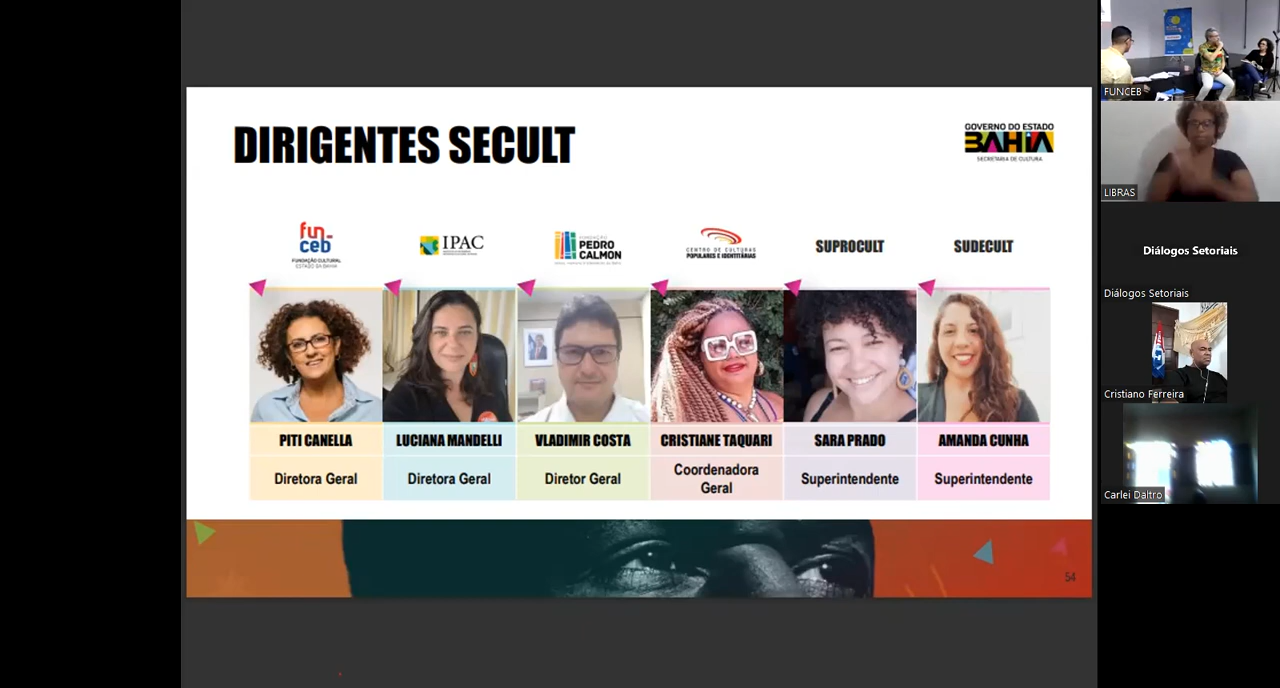 DIRIGENTES SECULT
GOVERNO DO ESTADO
BAHIA
SECRETARIA DE CULTURA
fun_
ceb
FUNDAÇÃO CULTURAL
ESTADO DA BAHIA
IPAC
FUNDAÇÃO
PEDRO
CALMON
CENTRO DE CULTURAS
POPULARES E IDENTITÁRIAS
SUPROCULT
SUDECULT
PITI CANELLA
LUCIANA MANDELLI
VLADIMIR COSTA
CRISTIANE TAQUARI
SARA PRADO
AMANDA CUNHA
Diretora Geral
Diretora Geral
Diretor Geral
Coordenadora
Geral
Superintendente
Superintendente
54
FUNCEB
LIBRAS
Diálogos Setoriais
Diálogos Setoriais
Cristiano Ferreira
Carlei Daltro